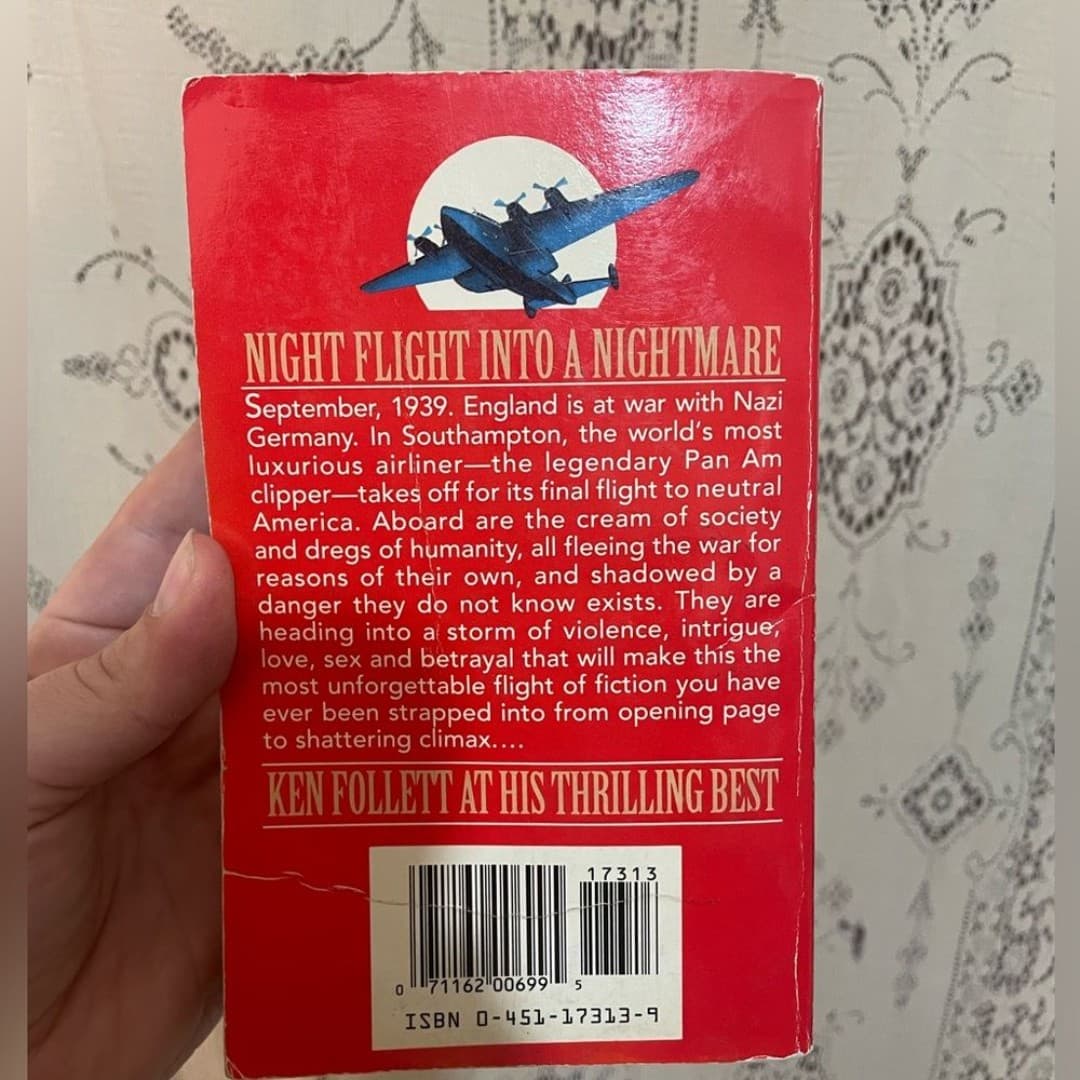 NIGHT FLIGHT INTO A NIGHTMARE
September, 1939. England is at war with Nazi
Germany. In Southampton, the world's most
luxurious airliner—the legendary Pan Am
clipper—takes off for its final flight to neutral
America. Aboard are the cream of society
and dregs of humanity, all fleeing the war for
reasons of their own, and shadowed by a
danger they do not know exists. They are
heading into a storm of violence, intrigue,
love, sex and betrayal that will make this the
most unforgettable flight of fiction you have
ever been strapped into from opening page
to shattering climax....
KEN FOLLETT AT HIS THRILLING BEST
17313
0 71162 00699 5
ISBN 0-451-17313-9